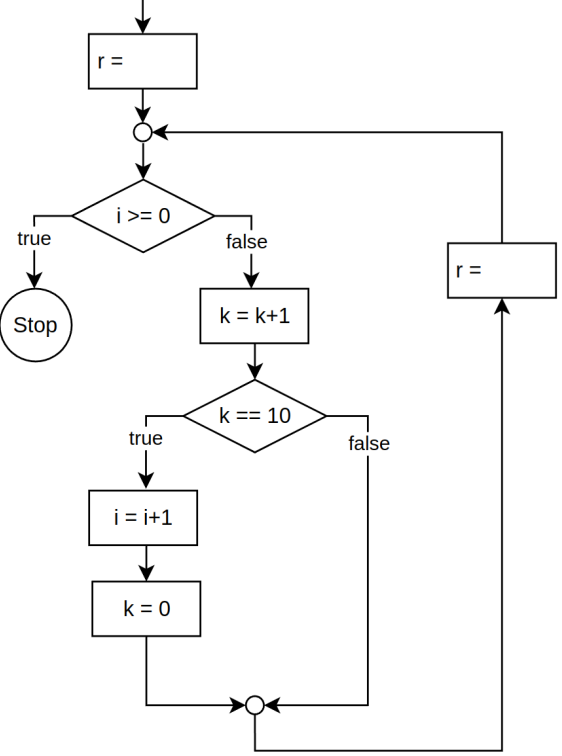 r =
i >= 0
true
false
r =
Stop
k = k+1
k == 10
true
false
i = i+1
k = 0